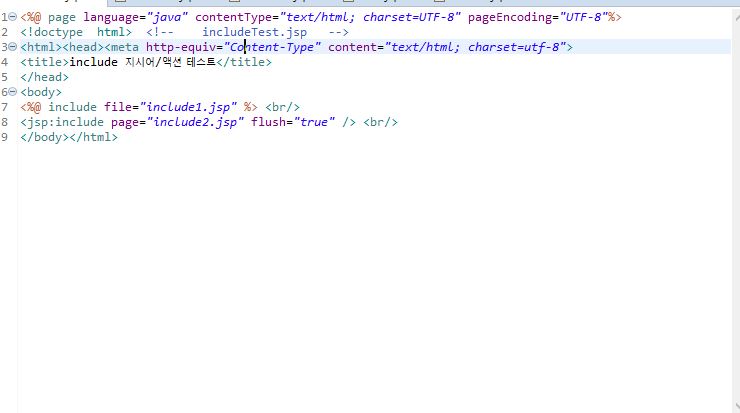 1 <%@ page language="java" contentType="text/html; charset=UTF-8" pageEncoding="UTF-8"%>
2 <!doctype  html>  <!--   includeTest.jsp   -->
3 <html><head><meta http-equiv="Content-Type" content="text/html; charset=utf-8">
4 <title>include 지시어/액션 테스트</title>
5 </head>
6 <body>
7 <%@ include file="include1.jsp" %> <br/>
8 <jsp:include page="include2.jsp" flush="true" /> <br/>
9 </body></html>